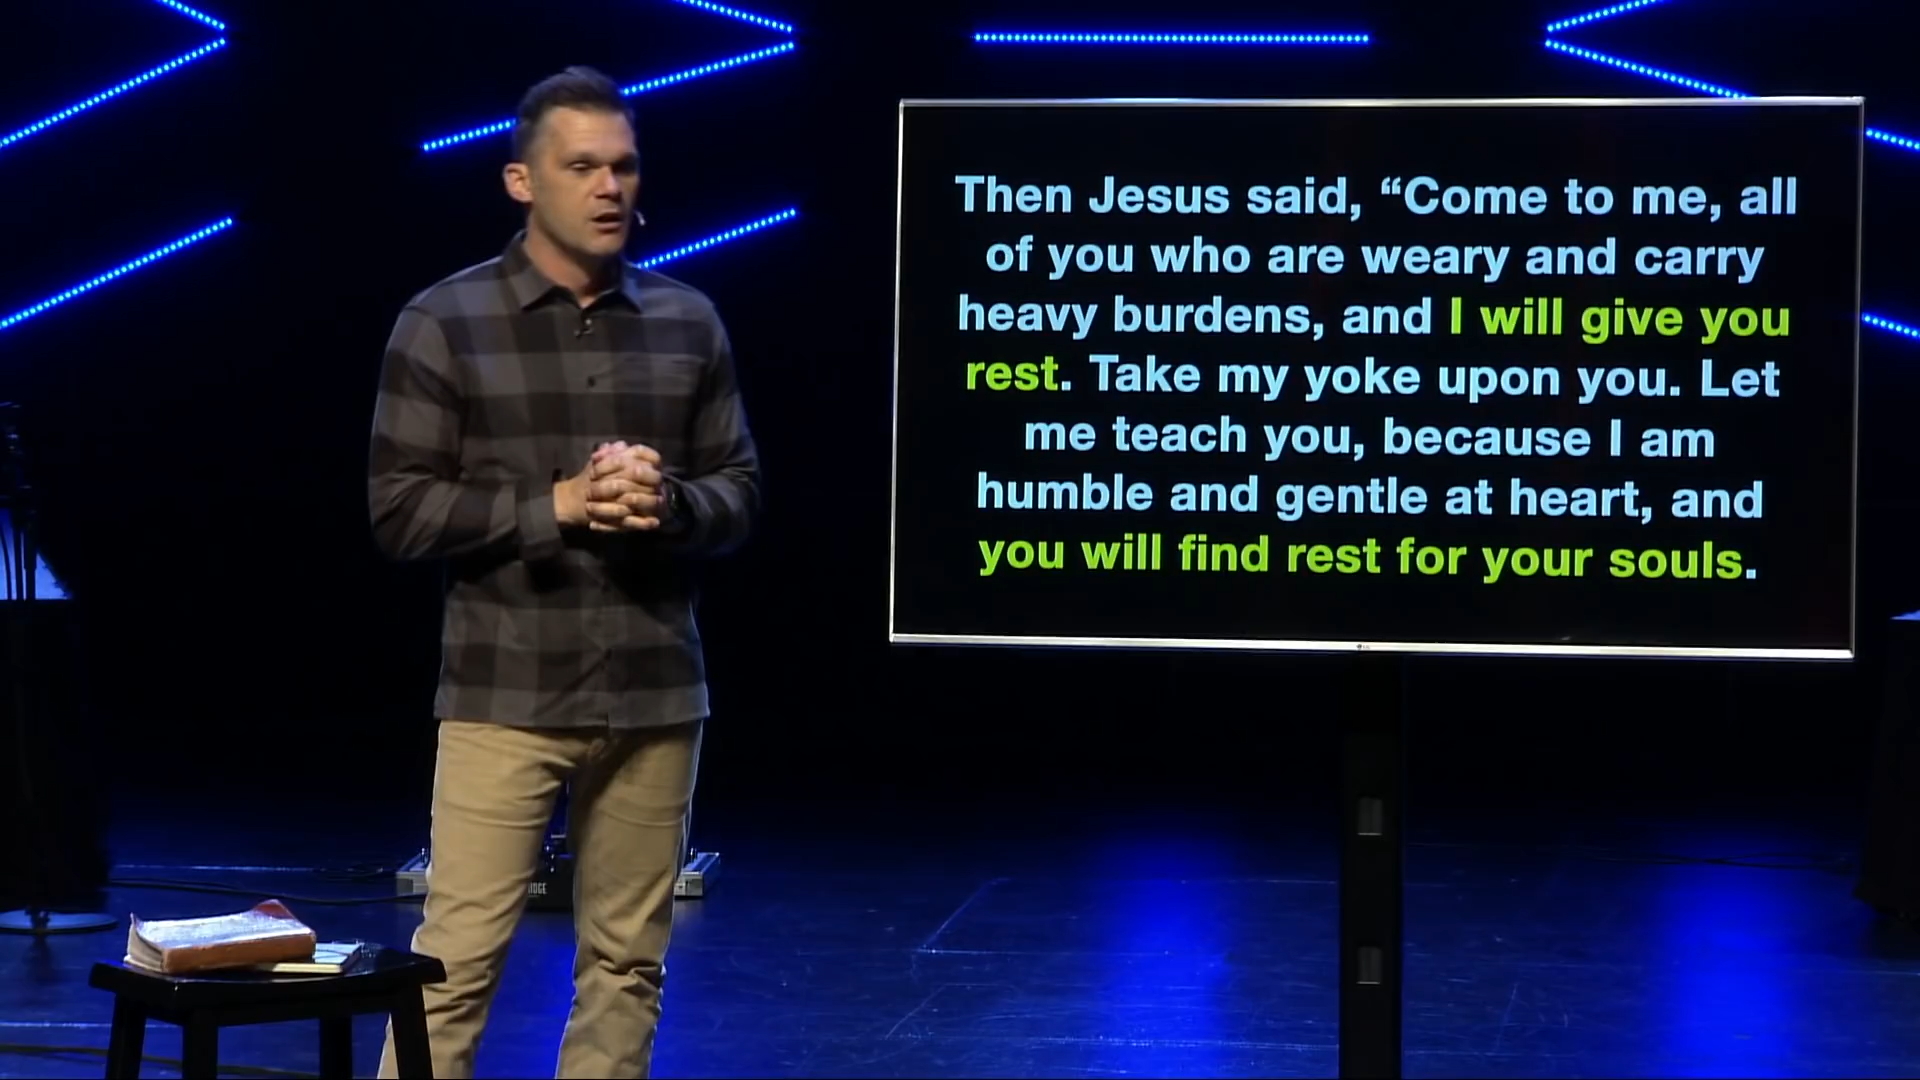 Then Jesus said, “Come to me, all
of you who are weary and carry
heavy burdens, and I will give you
rest. Take my yoke upon you. Let
me teach you, because I am
humble and gentle at heart, and
you will find rest for your souls.